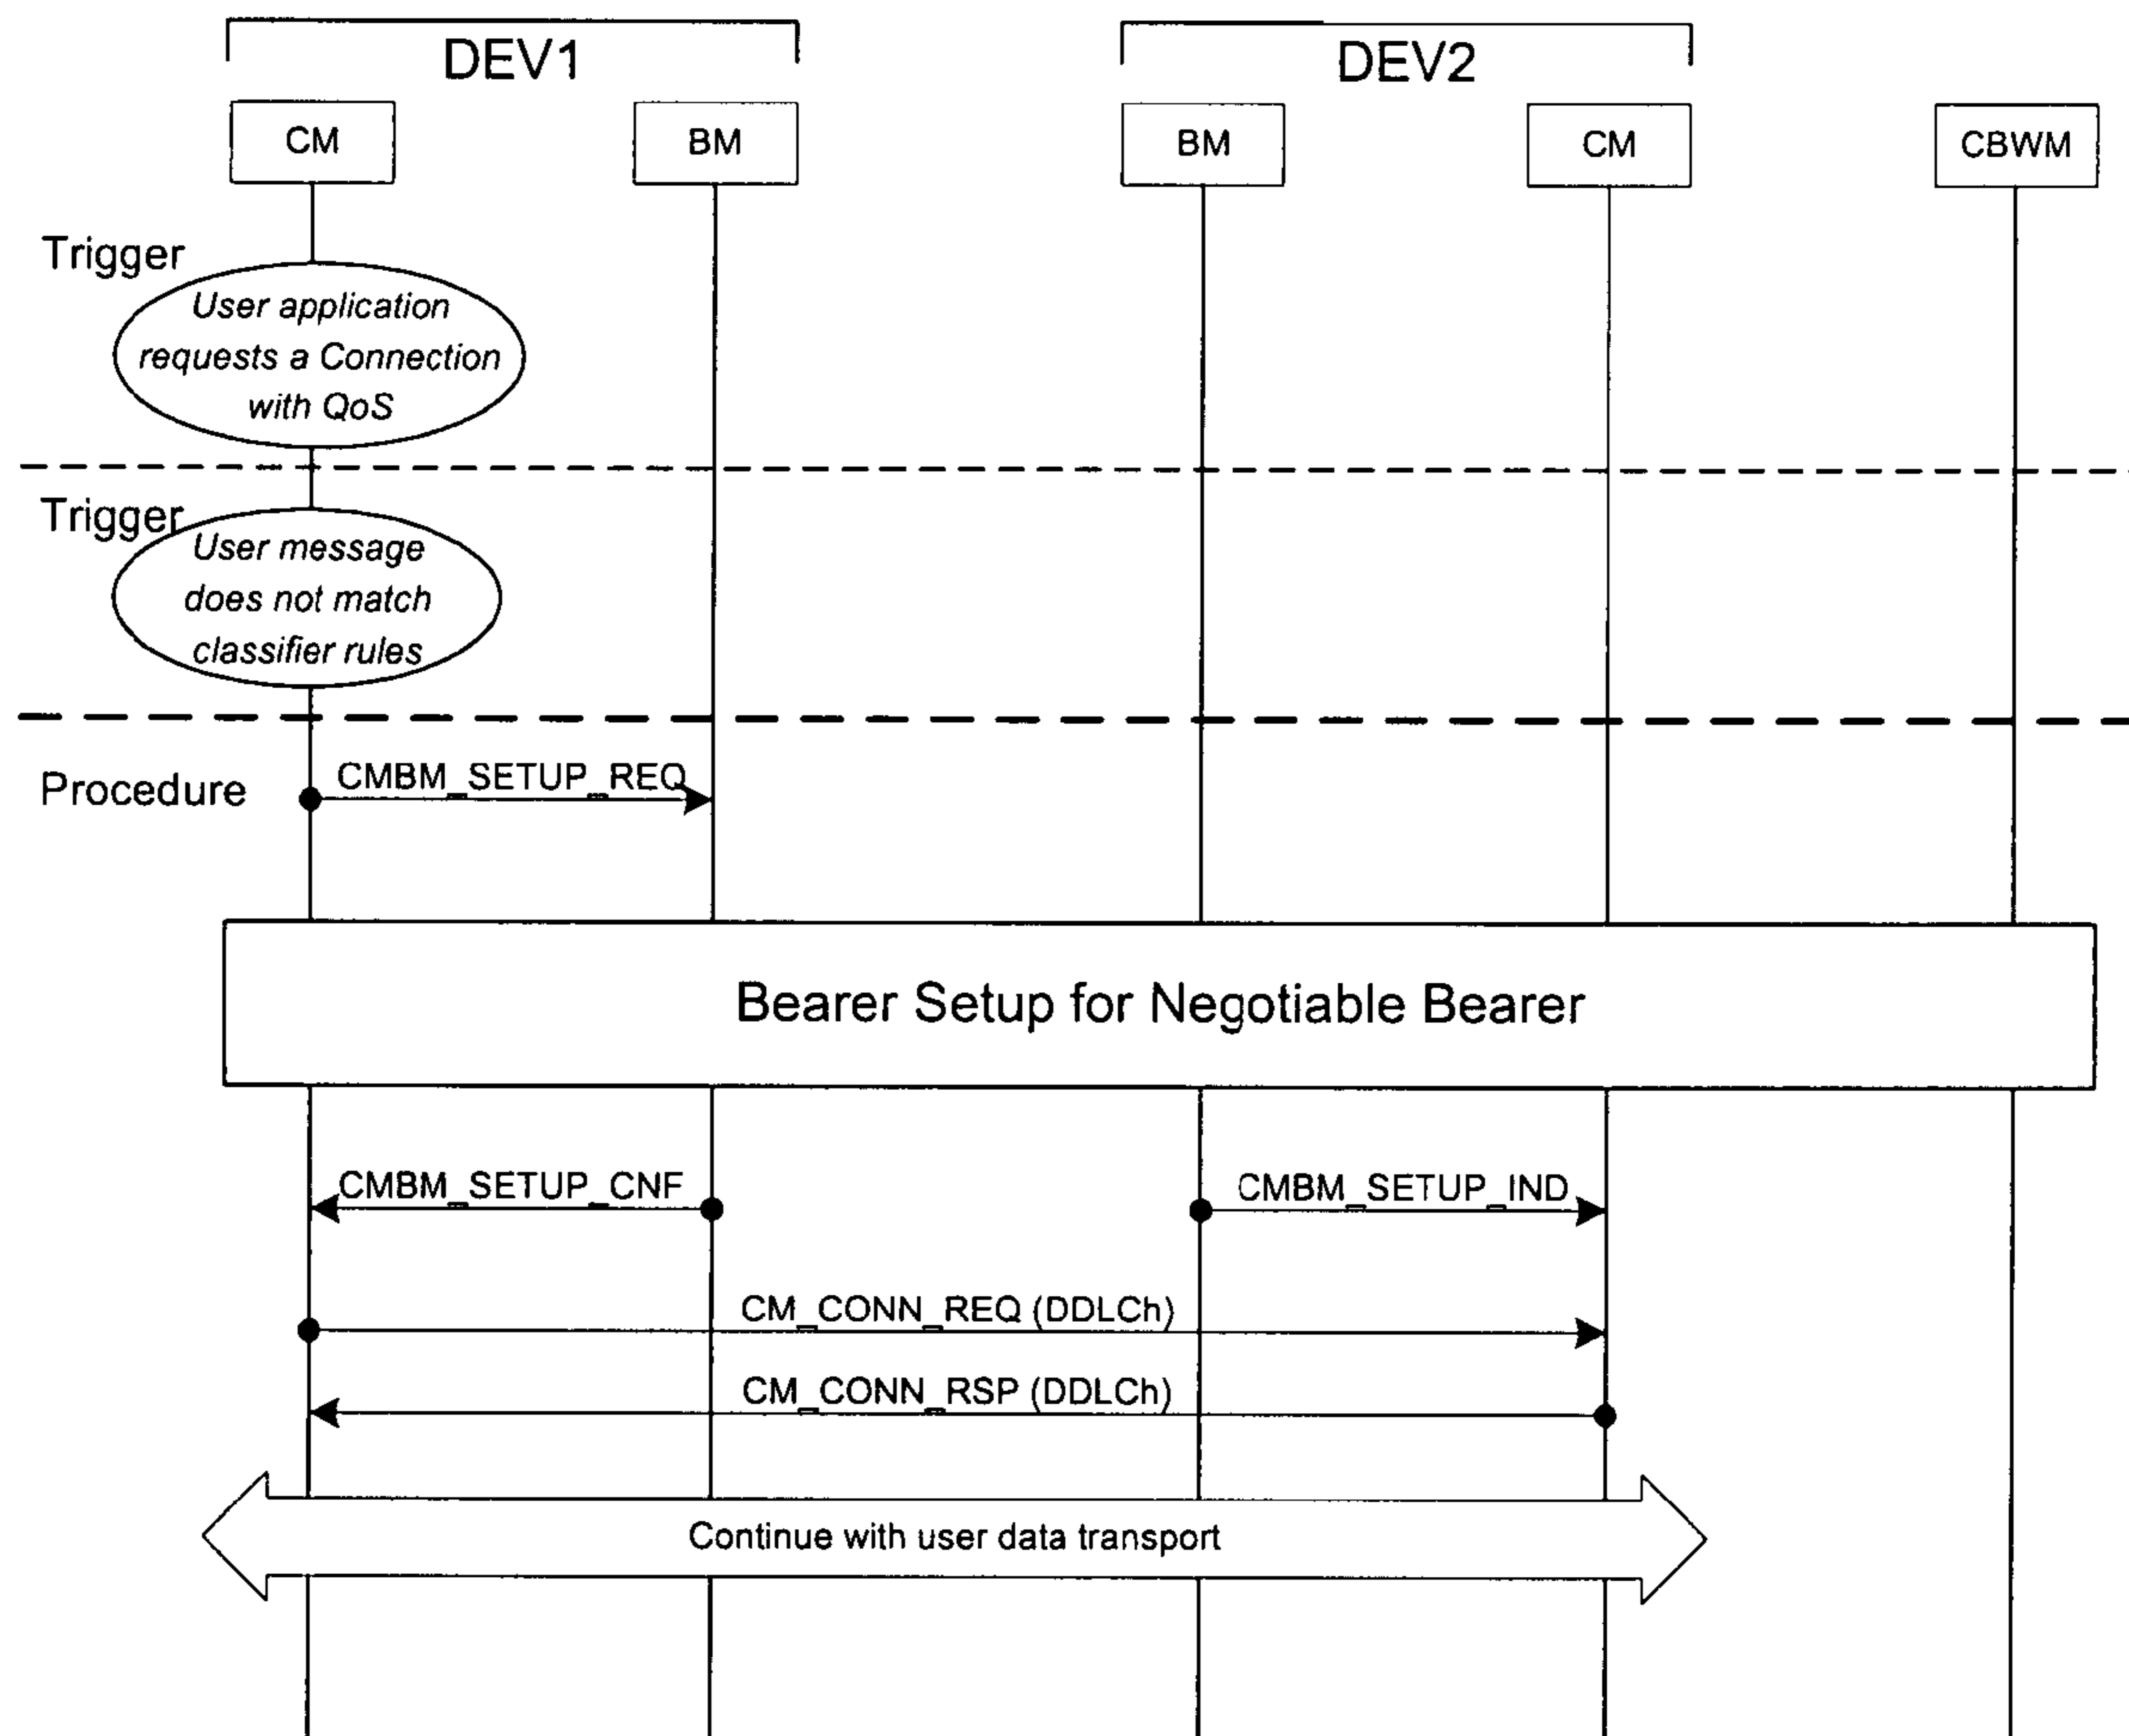 DEV1
DEV2
CM
BM
BM
CM
CBWM
Trigger
User application
requests a Connection
with QoS
Trigger
User message
does not match
classifier rules
Procedure
CMBM_SETUP_REQ
Bearer Setup for Negotiable Bearer
CMBM_SETUP_CNF
CMBM_SETUP_IND
CM_CONN_REQ (DDLCh)
CM_CONN_RSP (DDLCh)
Continue with user data transport